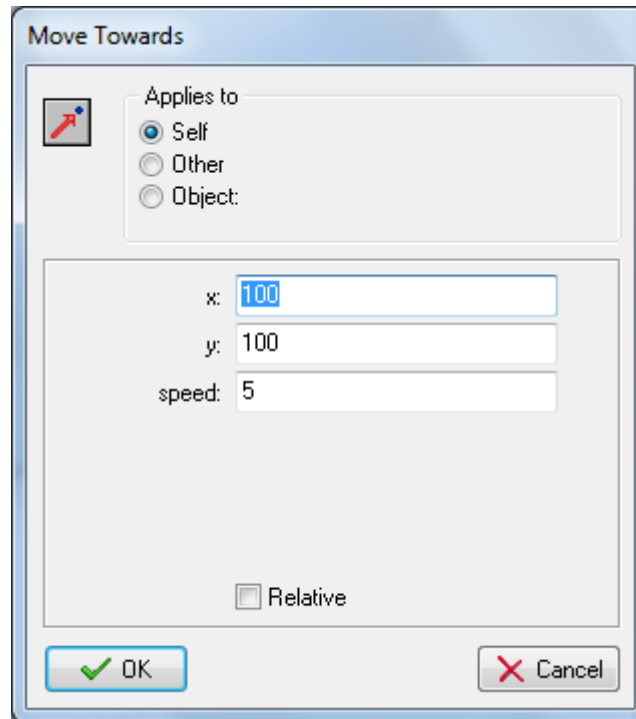 Move Towards
Applies to
Self
Other
Object:
x: 100
y: 100
speed: 5
Relative
OK Cancel